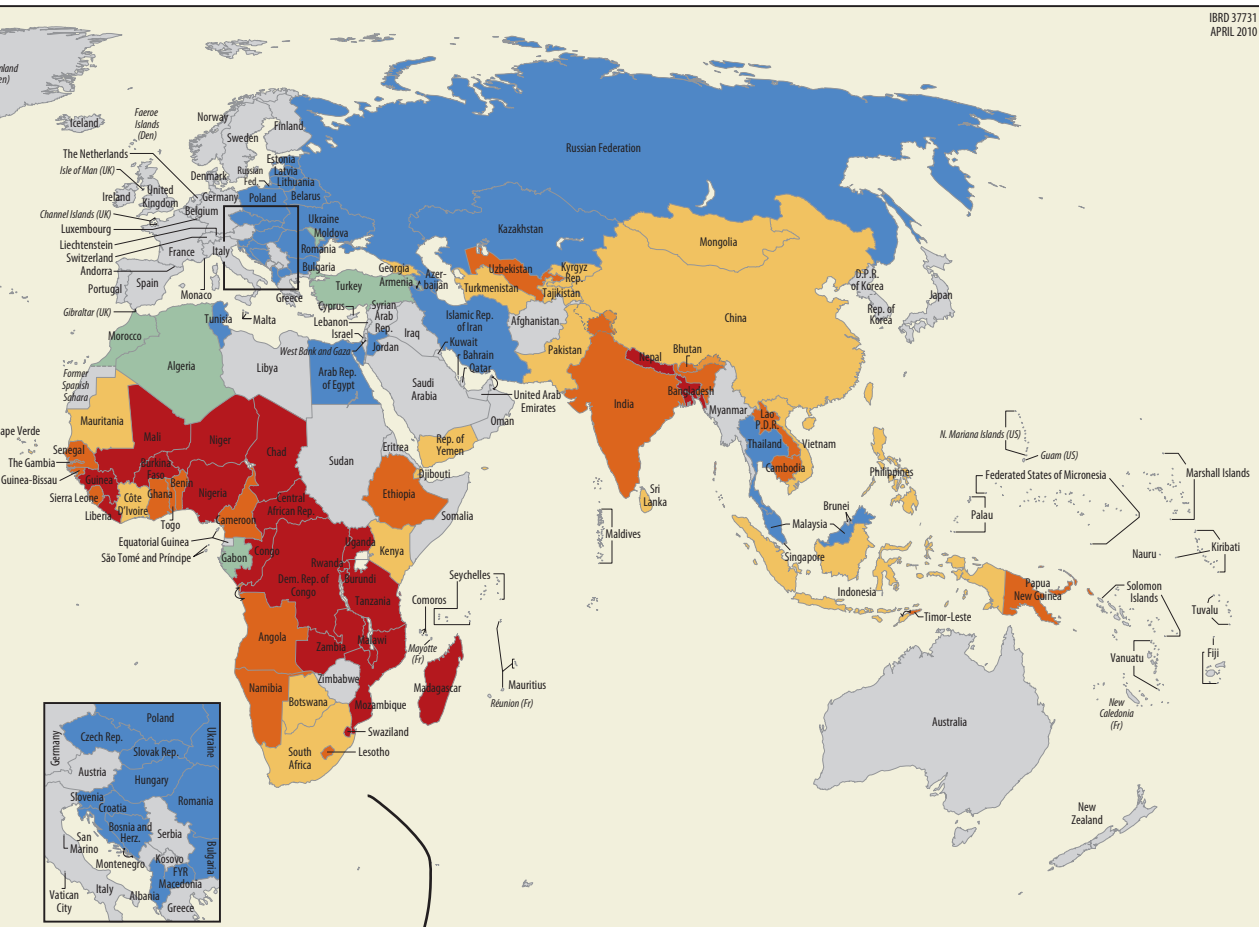 IBRD 37731
APRIL 2010
nland
en)
Iceland
Faeroe
Islands
(Den)
Norway
Sweden
Finland
The Netherlands
Isle of Man (UK)
Denmark
Russian
Fed.
Estonia
Latvia
Lithuania
Belarus
Poland
Ireland
United
Kingdom
Germany
Belgium
Channel Islands (UK)
Luxembourg
Liechtenstein
Switzerland
Andorra
France
Italy
Ukraine
Moldova
Romania
Bulgaria
Portugal
Spain
Monaco
Greece
Gibraltar (UK)
Russian Federation
Kazakhstan
Mongolia
Georgia
Armenia
Azer-
baijan
Turkey
Uzbekistan
Kyrgyz
Rep.
Turkmenistan
Tajikistan
D.P.R.
of Korea
Rep. of
Korea
Japan
China
Tunisia
Malta
Cyprus
Lebanon
Israel
West Bank and Gaza
Syrian
Arab
Rep.
Iraq
Jordan
Islamic Rep.
of Iran
Afghanistan
Kuwait
Bahrain
Qatar
Pakistan
Morocco
Algeria
Libya
Arab Rep.
of Egypt
Saudi
Arabia
United Arab
Emirates
Oman
Former
Spanish
Sahara
Nepal
Bhutan
Bangladesh
India
Myanmar
Lao
P.D.R.
Thailand
Vietnam
Cambodia
Philippines
N. Mariana Islands (US)
Guam (US)
Federated States of Micronesia
Marshall Islands
Palau
ape Verde
Mauritania
Mali
Niger
Chad
Sudan
Eritrea
Rep. of
Yemen
Djibouti
Senegal
The Gambia
Guinea-Bissau
Guinea
Sierra Leone
Liberia
Burkina
Faso
Côte
D'Ivoire
Ghana
Togo
Benin
Nigeria
Cameroon
Central
African Rep.
Ethiopia
Somalia
Sri
Lanka
Maldives
Brunei
Malaysia
Singapore
Indonesia
Nauru
Kiribati
Equatorial Guinea
São Tomé and Príncipe
Gabon
Congo
Uganda
Kenya
Rwanda
Burundi
Dem. Rep. of
Congo
Tanzania
Seychelles
Comoros
Papua
New Guinea
Solomon
Islands
Tuvalu
Timor-Leste
Angola
Zambia
Malawi
Mayotte
(Fr)
Vanuatu
Fiji
Zimbabwe
Namibia
Botswana
Mozambique
Madagascar
Mauritius
Réunion (Fr)
New
Caledonia
(Fr)
Swaziland
Lesotho
South
Africa
Australia
New
Zealand
Germany
Poland
Czech Rep.
Ukraine
Slovak Rep.
Austria
Hungary
Slovenia
Croatia
Romania
Bosnia and
Herz.
Serbia
San
Marino
Montenegro
Kosovo
Bulgaria
FYR
Macedonia
Vatican
City
Italy
Albania
Greece